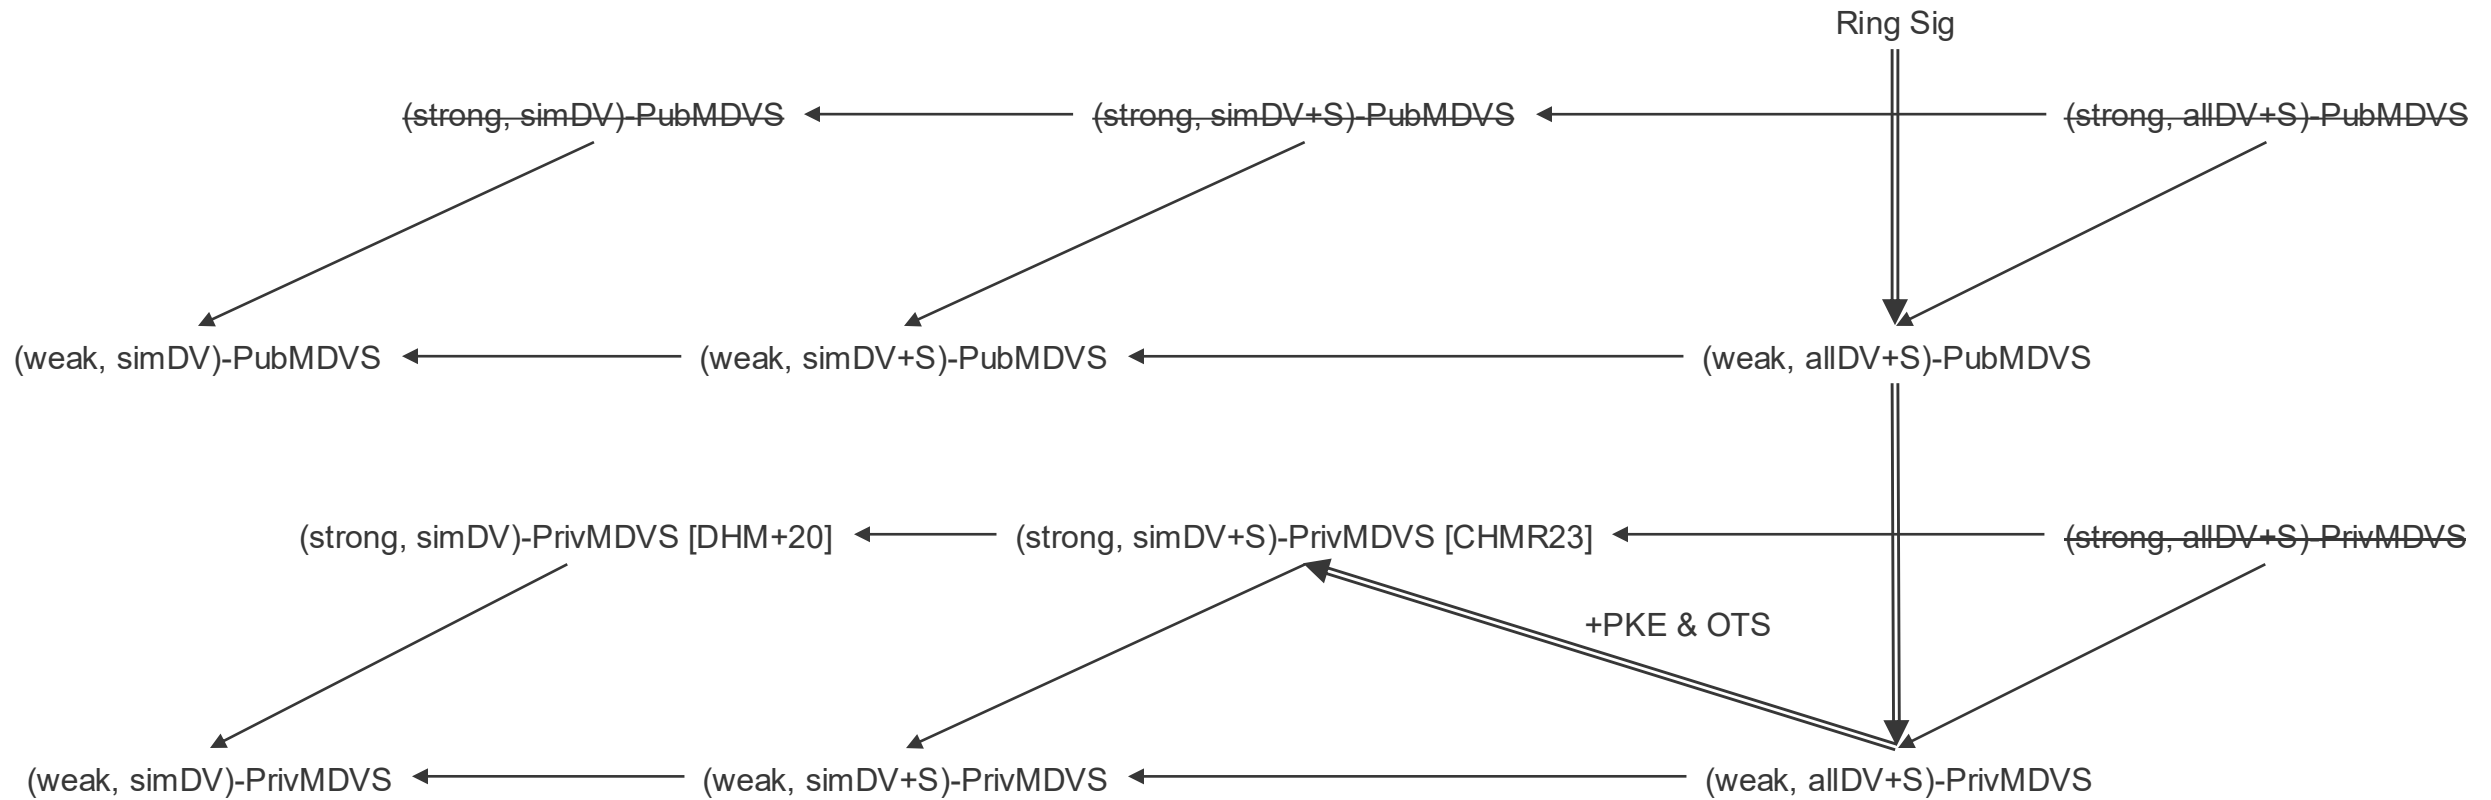 Ring Sig
(strong, simDV)-PubMDVS
(strong, simDV+S)-PubMDVS
(strong, allDV+S)-PubMDVS
(weak, simDV)-PubMDVS
(weak, simDV+S)-PubMDVS
(weak, allDV+S)-PubMDVS
(strong, simDV)-PrivMDVS [DHM+20]
(strong, simDV+S)-PrivMDVS [CHMR23]
(strong, allDV+S)-PrivMDVS
+PKE & OTS
(weak, simDV)-PrivMDVS
(weak, simDV+S)-PrivMDVS
(weak, allDV+S)-PrivMDVS